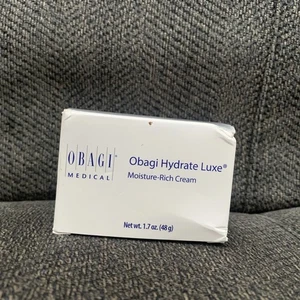 OBAGI®
MEDICAL
Obagi Hydrate Luxe®
Moisture-Rich Cream
Net wt. 1.7 oz. (48 g)